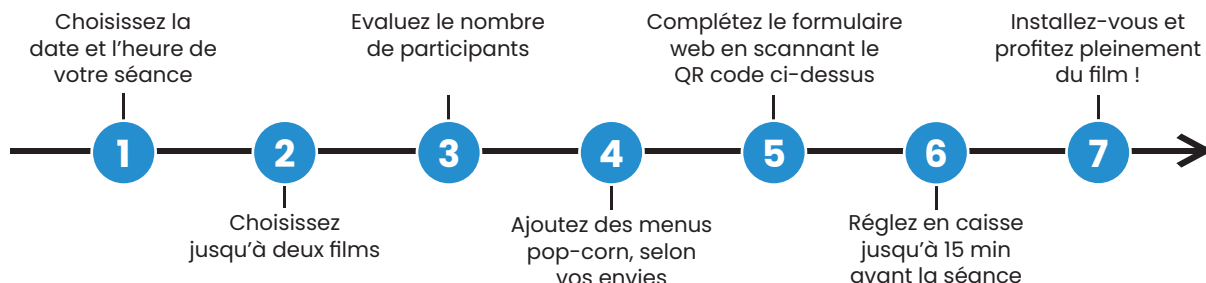 Choisissez la
date et l'heure de
votre séance
1
Choisissez
jusqu'à deux films
2
Evaluez le nombre
de participants
3
Ajoutez des menus
pop-corn, selon
vos envies
4
Complétez le formulaire
web en scannant le
QR code ci-dessus
5
Réglez en caisse
jusqu'à 15 min
avant la séance
6
Installez-vous et
profitez pleinement
du film !
7